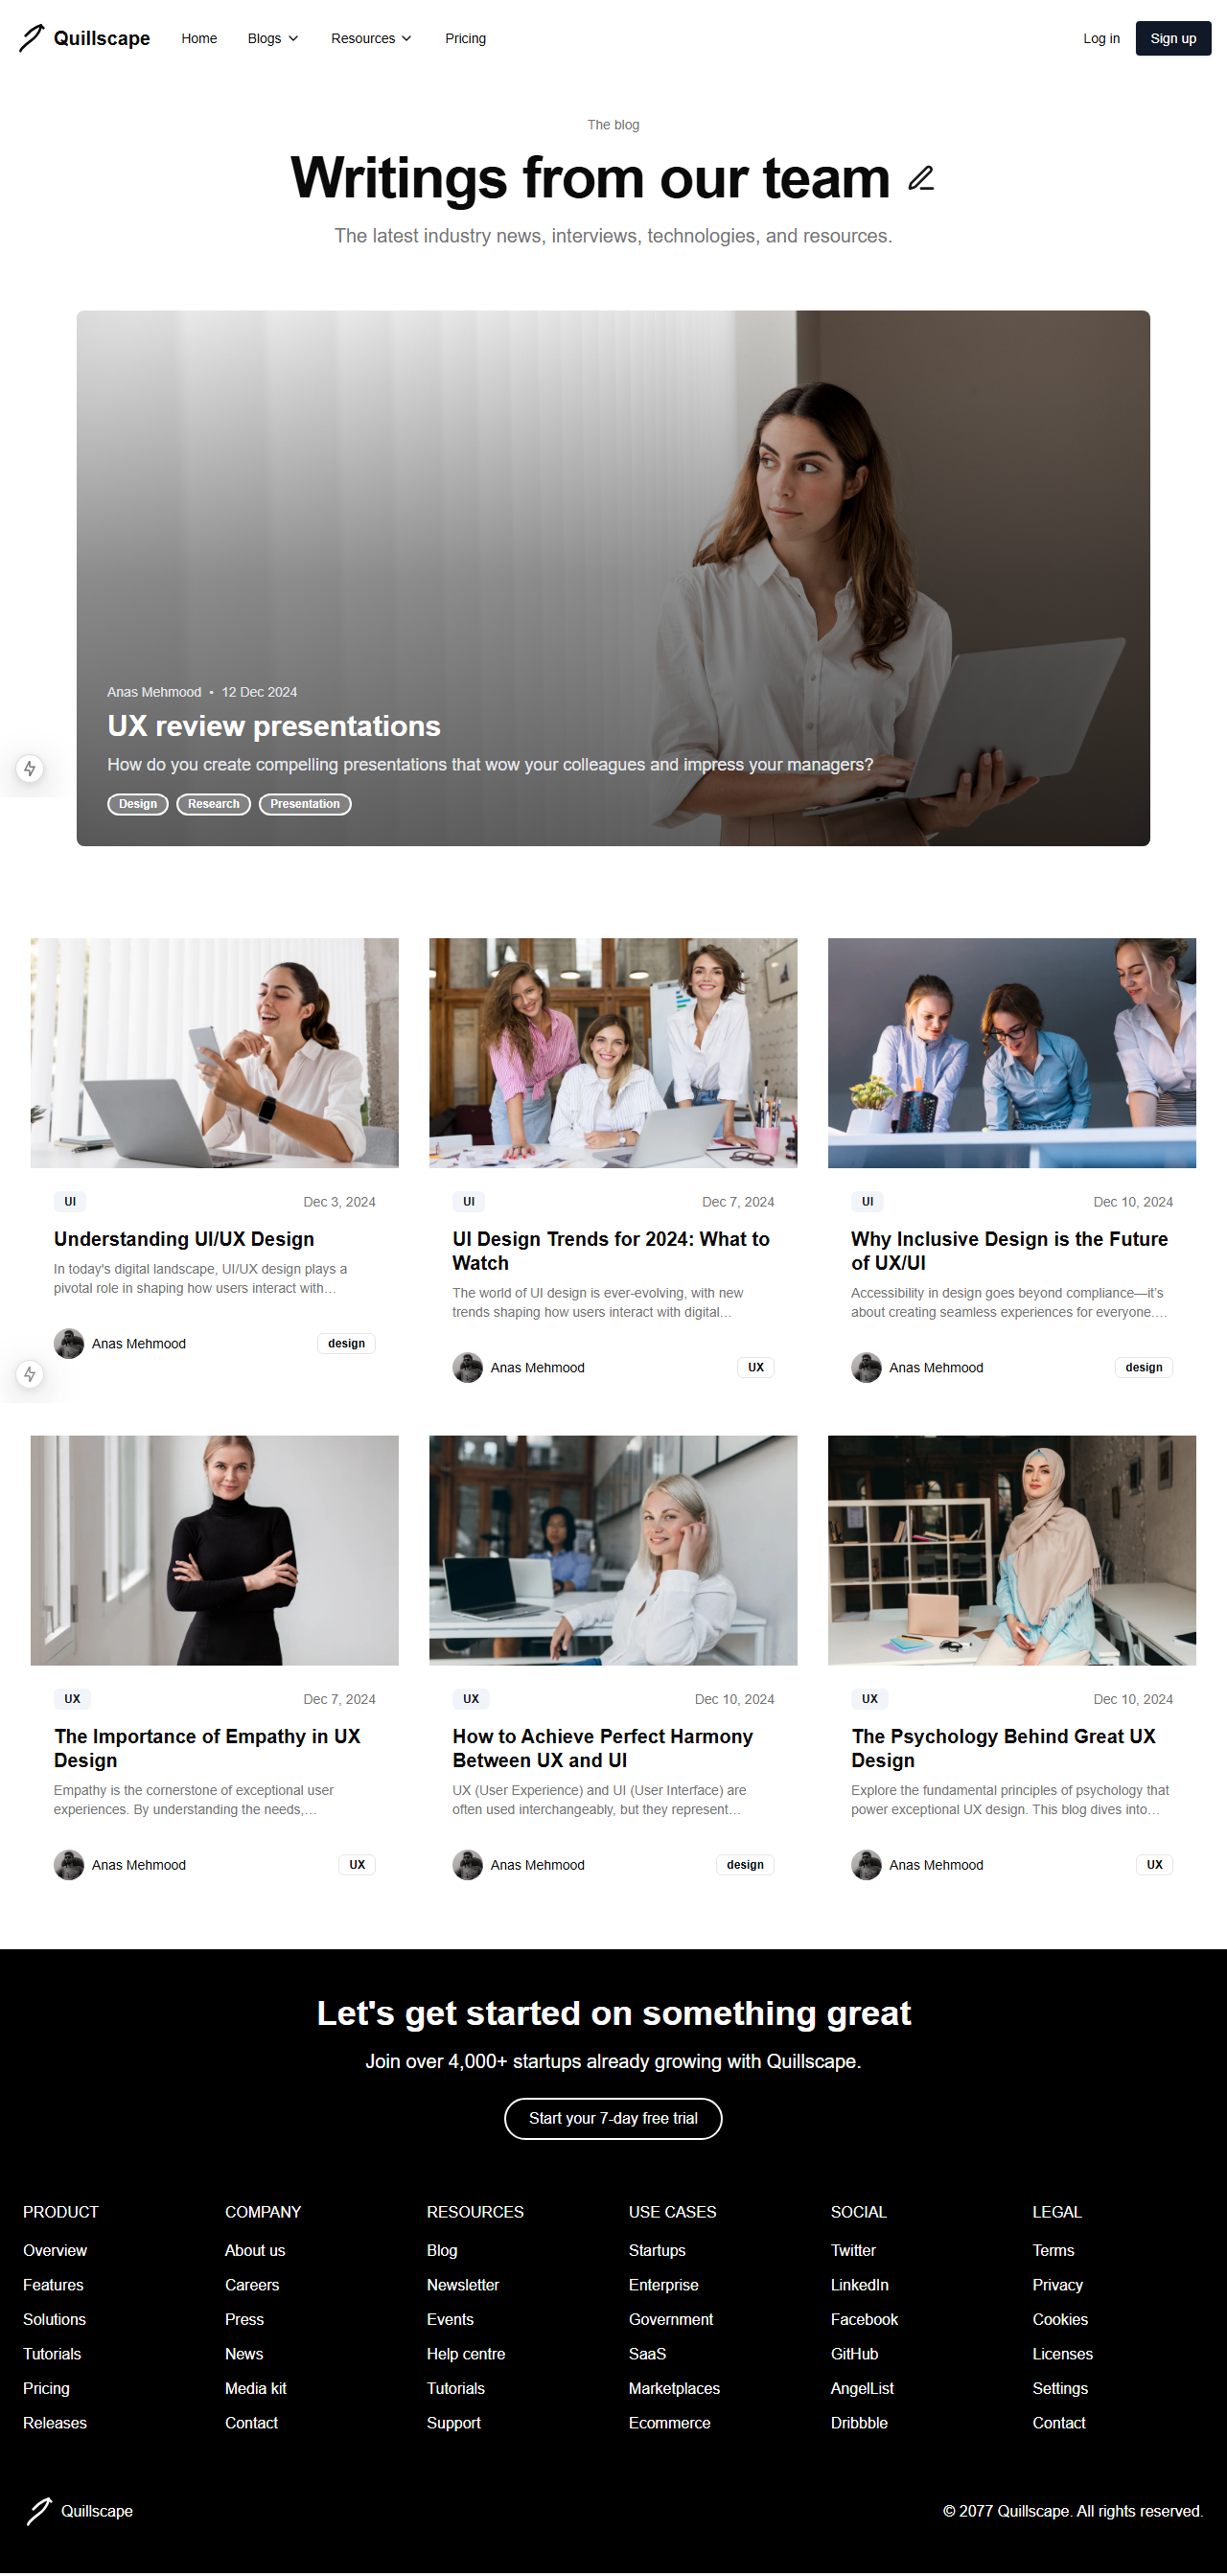 Quillscape
Home
Blogs
Resources
Pricing
Log in
Sign up
The blog
Writings from our team
The latest industry news, interviews, technologies, and resources.
Anas Mehmood • 12 Dec 2024
UX review presentations
How do you create compelling presentations that wow your colleagues and impress your managers?
Design
Research
Presentation
UI
Dec 3, 2024
Understanding UI/UX Design
In today's digital landscape, UI/UX design plays a
pivotal role in shaping how users interact with…
Anas Mehmood
design
UI
Dec 7, 2024
UI Design Trends for 2024: What to
Watch
The world of UI design is ever-evolving, with new
trends shaping how users interact with digital…
Anas Mehmood
UX
UI
Dec 10, 2024
Why Inclusive Design is the Future
of UX/UI
Accessibility in design goes beyond compliance—it's
about creating seamless experiences for everyone.…
Anas Mehmood
design
UX
Dec 7, 2024
The Importance of Empathy in UX
Design
Empathy is the cornerstone of exceptional user
experiences. By understanding the needs,…
Anas Mehmood
UX
UX
Dec 10, 2024
How to Achieve Perfect Harmony
Between UX and UI
UX (User Experience) and UI (User Interface) are
often used interchangeably, but they represent…
Anas Mehmood
design
UX
Dec 10, 2024
The Psychology Behind Great UX
Design
Explore the fundamental principles of psychology that
power exceptional UX design. This blog dives into…
Anas Mehmood
UX
Let's get started on something great
Join over 4,000+ startups already growing with Quillscape.
Start your 7-day free trial
PRODUCT
Overview
Features
Solutions
Tutorials
Pricing
Releases
COMPANY
About us
Careers
Press
News
Media kit
Contact
RESOURCES
Blog
Newsletter
Events
Help centre
Tutorials
Support
USE CASES
Startups
Enterprise
Government
SaaS
Marketplaces
Ecommerce
SOCIAL
Twitter
LinkedIn
Facebook
GitHub
AngelList
Dribbble
LEGAL
Terms
Privacy
Cookies
Licenses
Settings
Contact
Quillscape
© 2077 Quillscape. All rights reserved.